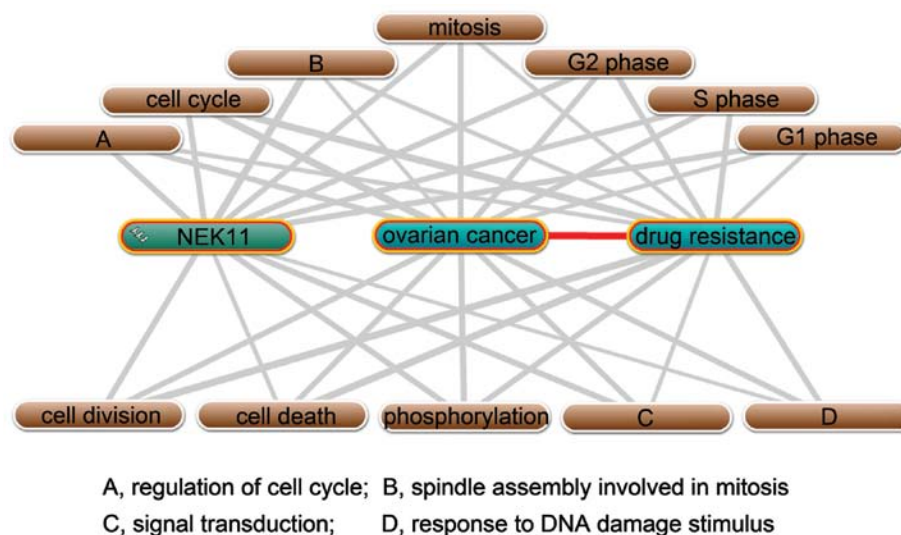 mitosis
B
G2 phase
cell cycle
S phase
A
G1 phase
NEK11
ovarian cancer
drug resistance
cell division
cell death
phosphorylation
C
D
A, regulation of cell cycle; B, spindle assembly involved in mitosis
C, signal transduction; D, response to DNA damage stimulus